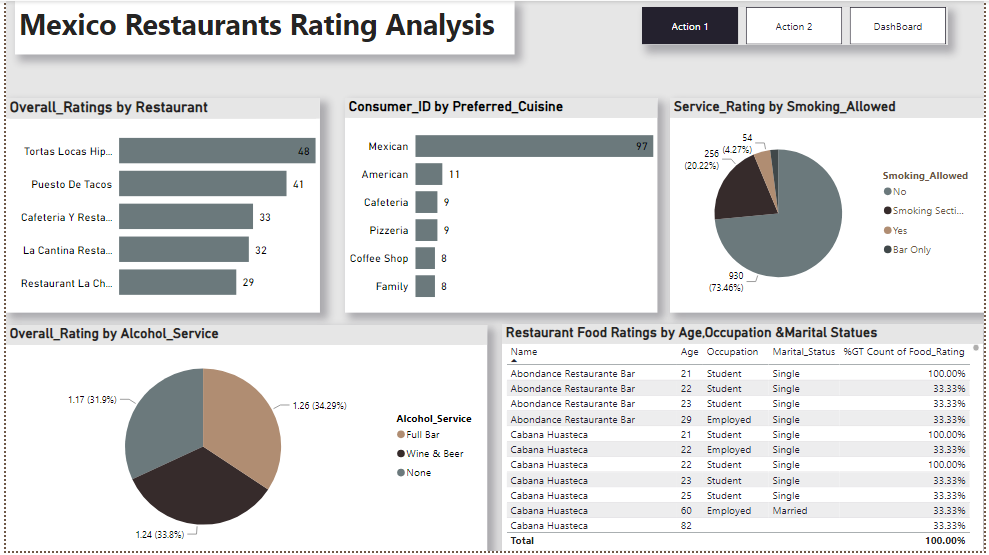 Mexico Restaurants Rating Analysis
Action 1
Action 2
DashBoard
Overall_Ratings by Restaurant
Tortas Locas Hip... 48
Puesto De Tacos 41
Cafeteria Y Resta... 33
La Cantina Resta... 32
Restaurant La Ch... 29
Consumer_ID by Preferred_Cuisine
Mexican 97
American 11
Cafeteria 9
Pizzeria 9
Coffee Shop 8
Family 8
Service_Rating by Smoking_Allowed
54
(4.27%)
256
(20.22%)
930
(73.46%)
Smoking_Allowed
No
Smoking Secti...
Yes
Bar Only
Overall_Rating by Alcohol_Service
1.17 (31.9%)
1.26 (34.29%)
1.24 (33.8%)
Alcohol_Service
Full Bar
Wine & Beer
None
Restaurant Food Ratings by Age,Occupation &Marital Statues
Name Age Occupation Marital_Status %GT Count of Food_Rating
Abondance Restaurante Bar 21 Student Single 100.00%
Abondance Restaurante Bar 22 Student Single 33.33%
Abondance Restaurante Bar 23 Student Single 33.33%
Abondance Restaurante Bar 29 Employed Single 33.33%
Cabana Huasteca 21 Student Single 100.00%
Cabana Huasteca 22 Employed Single 33.33%
Cabana Huasteca 22 Student Single 100.00%
Cabana Huasteca 23 Student Single 33.33%
Cabana Huasteca 25 Student Single 33.33%
Cabana Huasteca 60 Employed Married 33.33%
Cabana Huasteca 82 33.33%
Total 100.00%